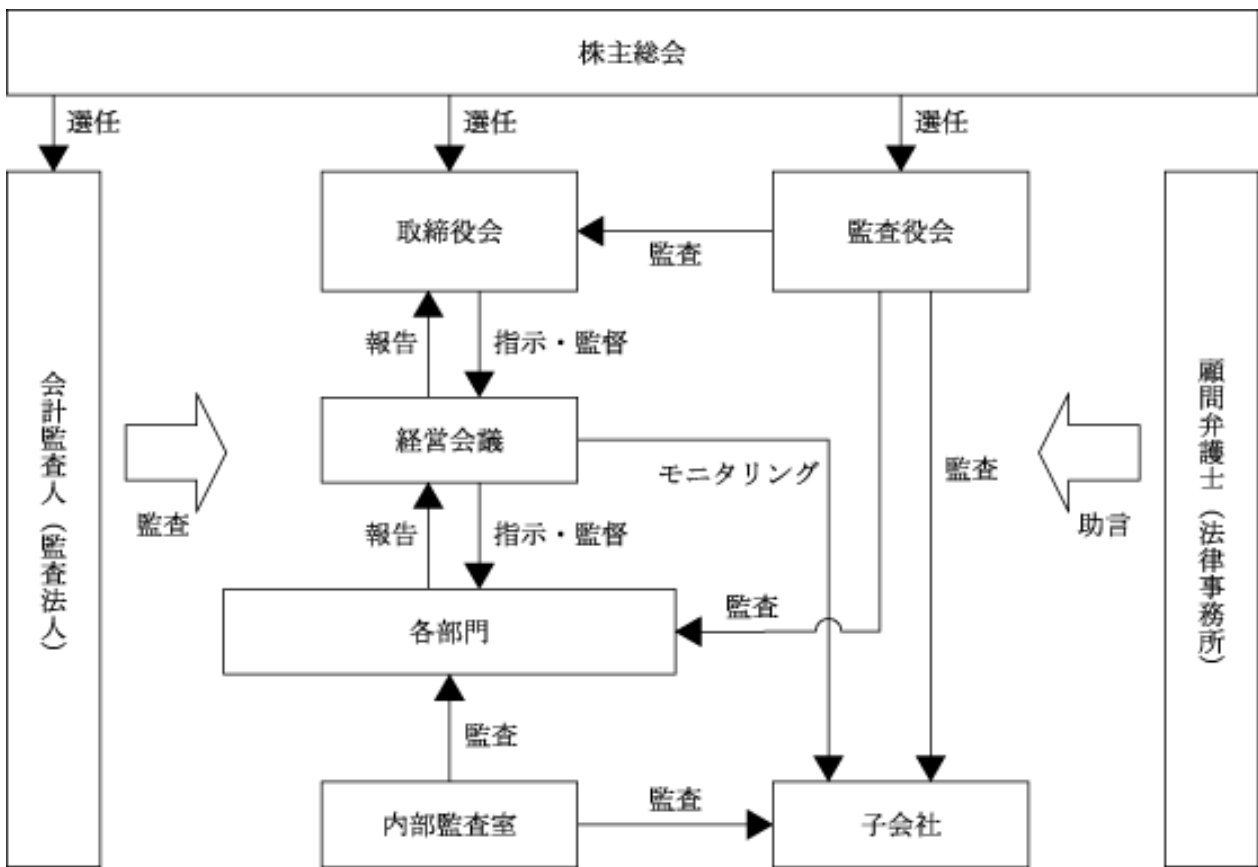 株主総会
選任
選任
選任
取締役会
監査役会
監査
報告
指示・監督
会計監査人（監査法人）
顧問弁護士（法律事務所）
経営会議
モニタリング
監査
監査
助言
報告
指示・監督
監査
各部門
監査
内部監査室
監査
子会社